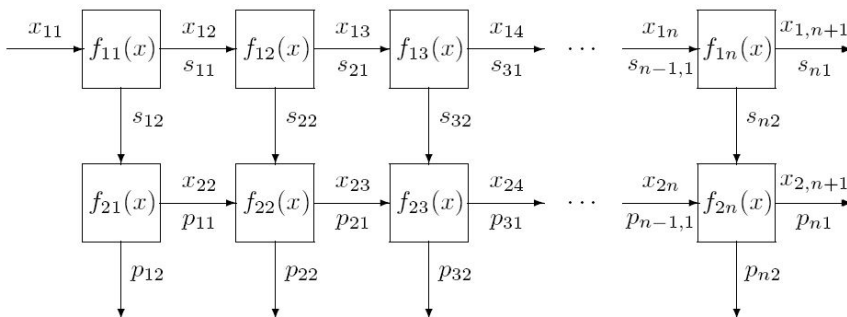 x₁₁ f₁₁(x) x₁₂ f₁₂(x) x₁₃ f₁₃(x) x₁₄ ··· x₁ₙ f₁ₙ(x) x₁,ₙ₊₁
s₁₁ s₂₁ s₃₁ sₙ₋₁,₁ sₙ₁
s₁₂ s₂₂ s₃₂ sₙ₂
f₂₁(x) x₂₂ f₂₂(x) x₂₃ f₂₃(x) x₂₄ ··· x₂ₙ f₂ₙ(x) x₂,ₙ₊₁
p₁₁ p₂₁ p₃₁ pₙ₋₁,₁ pₙ₁
p₁₂ p₂₂ p₃₂ pₙ₂